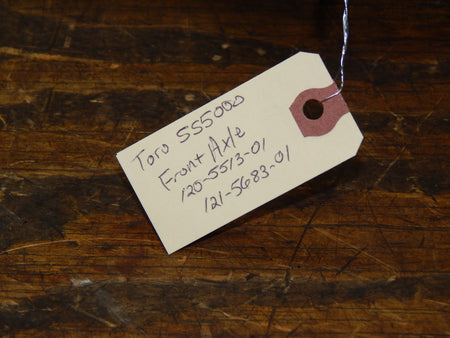 Toro SS5000
Front Axle
120-5513-01
121-5683-01